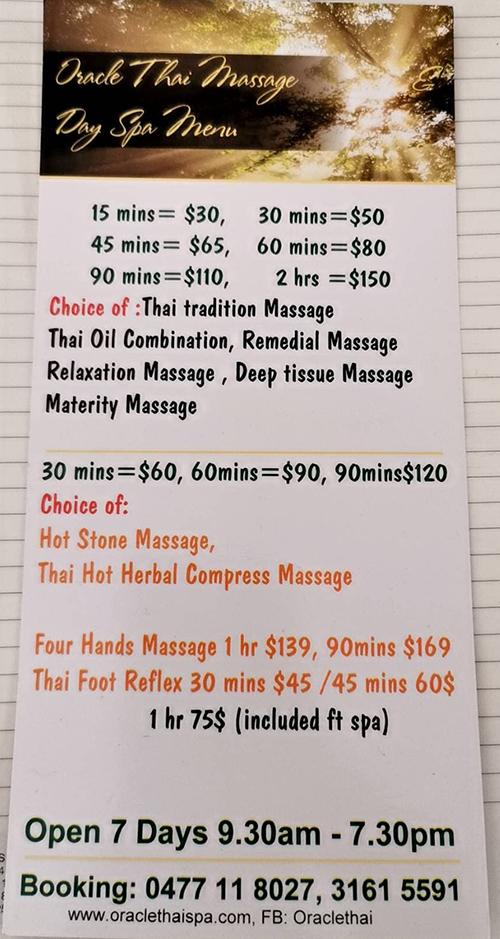 Oracle Thai Massage &
Day Spa Menu
15 mins= $30, 30 mins=$50
45 mins= $65, 60 mins=$80
90 mins=$110, 2 hrs =$150
Choice of :Thai tradition Massage
Thai Oil Combination, Remedial Massage
Relaxation Massage , Deep tissue Massage
Materity Massage
30 mins=$60, 60mins=$90, 90mins$120
Choice of:
Hot Stone Massage,
Thai Hot Herbal Compress Massage
Four Hands Massage 1 hr $139, 90mins $169
Thai Foot Reflex 30 mins $45 /45 mins 60$
1 hr 75$ (included ft spa)
Open 7 Days 9.30am - 7.30pm
Booking: 0477 11 8027, 3161 5591
www.oraclethaispa.com, FB: Oraclethai